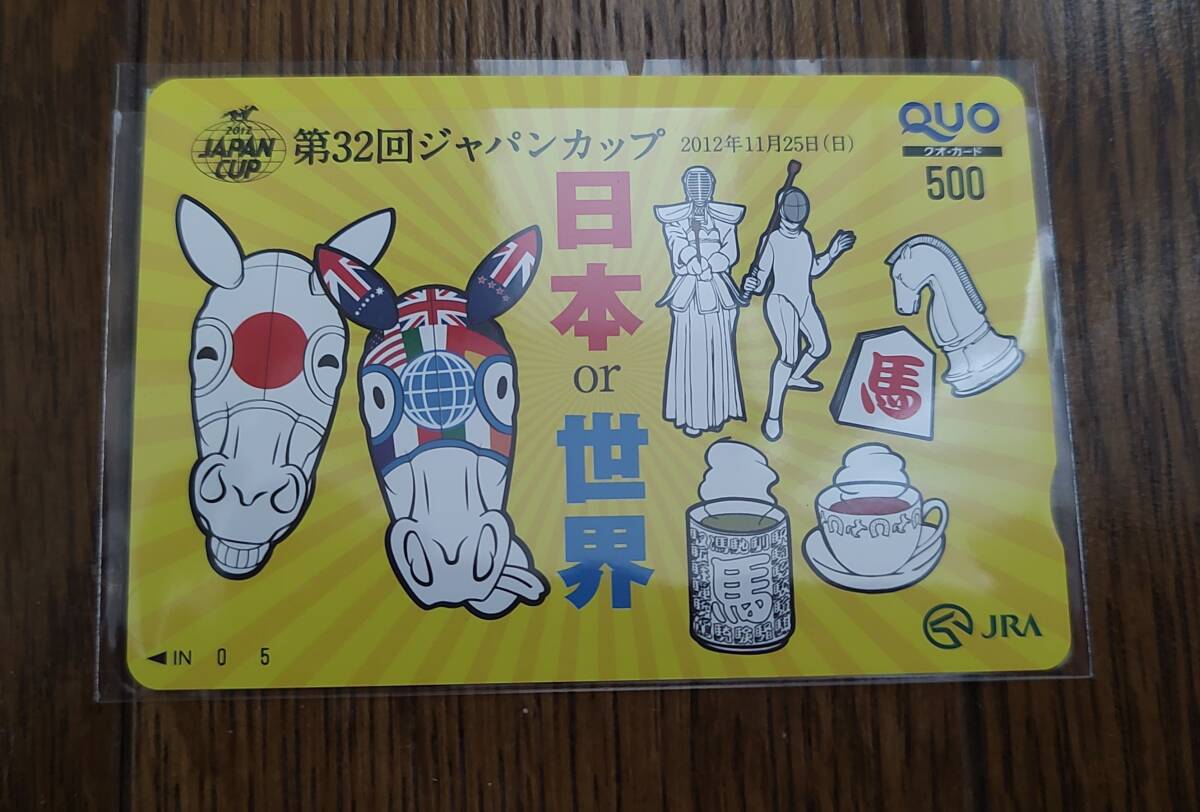 2012
JAPAN
CUP
第32回ジャパンカップ 2012年11月25日(日)
QUO
クオ・カード
500
日本
or
世界
馬
馬
IN 0 5
JRA